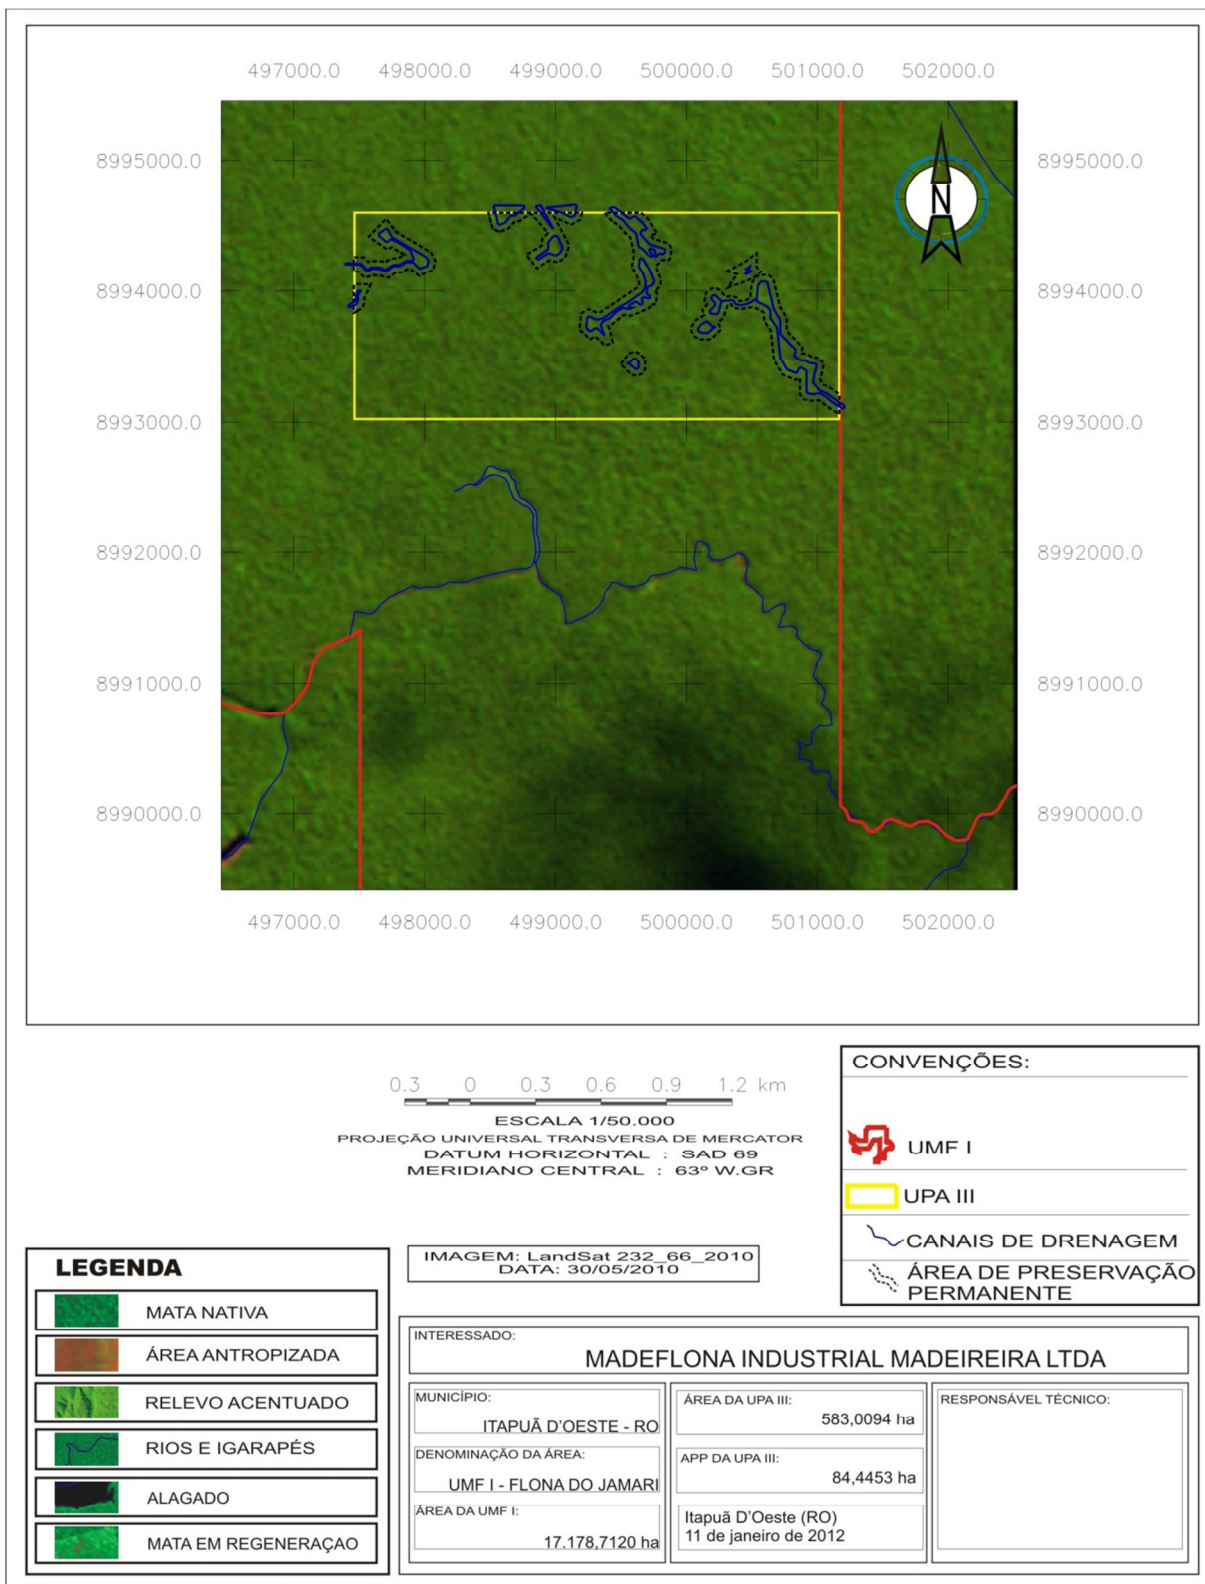 497000.0 498000.0 499000.0 500000.0 501000.0 502000.0
8995000.0 8995000.0
N
8994000.0 8994000.0
8993000.0 8993000.0
8992000.0 8992000.0
8991000.0 8991000.0
8990000.0 8990000.0
497000.0 498000.0 499000.0 500000.0 501000.0 502000.0
0.3 0 0.3 0.6 0.9 1.2 km
ESCALA 1/50.000
PROJEÇÃO UNIVERSAL TRANSVERSA DE MERCATOR
DATUM HORIZONTAL : SAD 69
MERIDIANO CENTRAL : 63º W.GR
CONVENÇÕES:
UMF I
UPA III
CANAIS DE DRENAGEM
ÁREA DE PRESERVAÇÃO
PERMANENTE
IMAGEM: LandSat 232_66_2010
DATA: 30/05/2010
LEGENDA
MATA NATIVA
ÁREA ANTROPIZADA
RELEVO ACENTUADO
RIOS E IGARAPÉS
ALAGADO
MATA EM REGENERAÇAO
INTERESSADO:
MADEFLONA INDUSTRIAL MADEIREIRA LTDA
MUNICÍPIO:
ITAPUÃ D'OESTE - RO
DENOMINAÇÃO DA ÁREA:
UMF I - FLONA DO JAMARI
ÁREA DA UMF I:
17.178,7120 ha
ÁREA DA UPA III:
583,0094 ha
APP DA UPA III:
84,4453 ha
Itapuã D'Oeste (RO)
11 de janeiro de 2012
RESPONSÁVEL TÉCNICO: